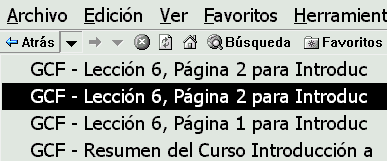 Archivo Edición Ver Favoritos Herramient
Atrás Búsqueda Favoritos
GCF - Lección 6, Página 2 para Introduc
GCF - Lección 6, Página 2 para Introduc
GCF - Lección 6, Página 1 para Introduc
GCF - Resumen del Curso Introducción a